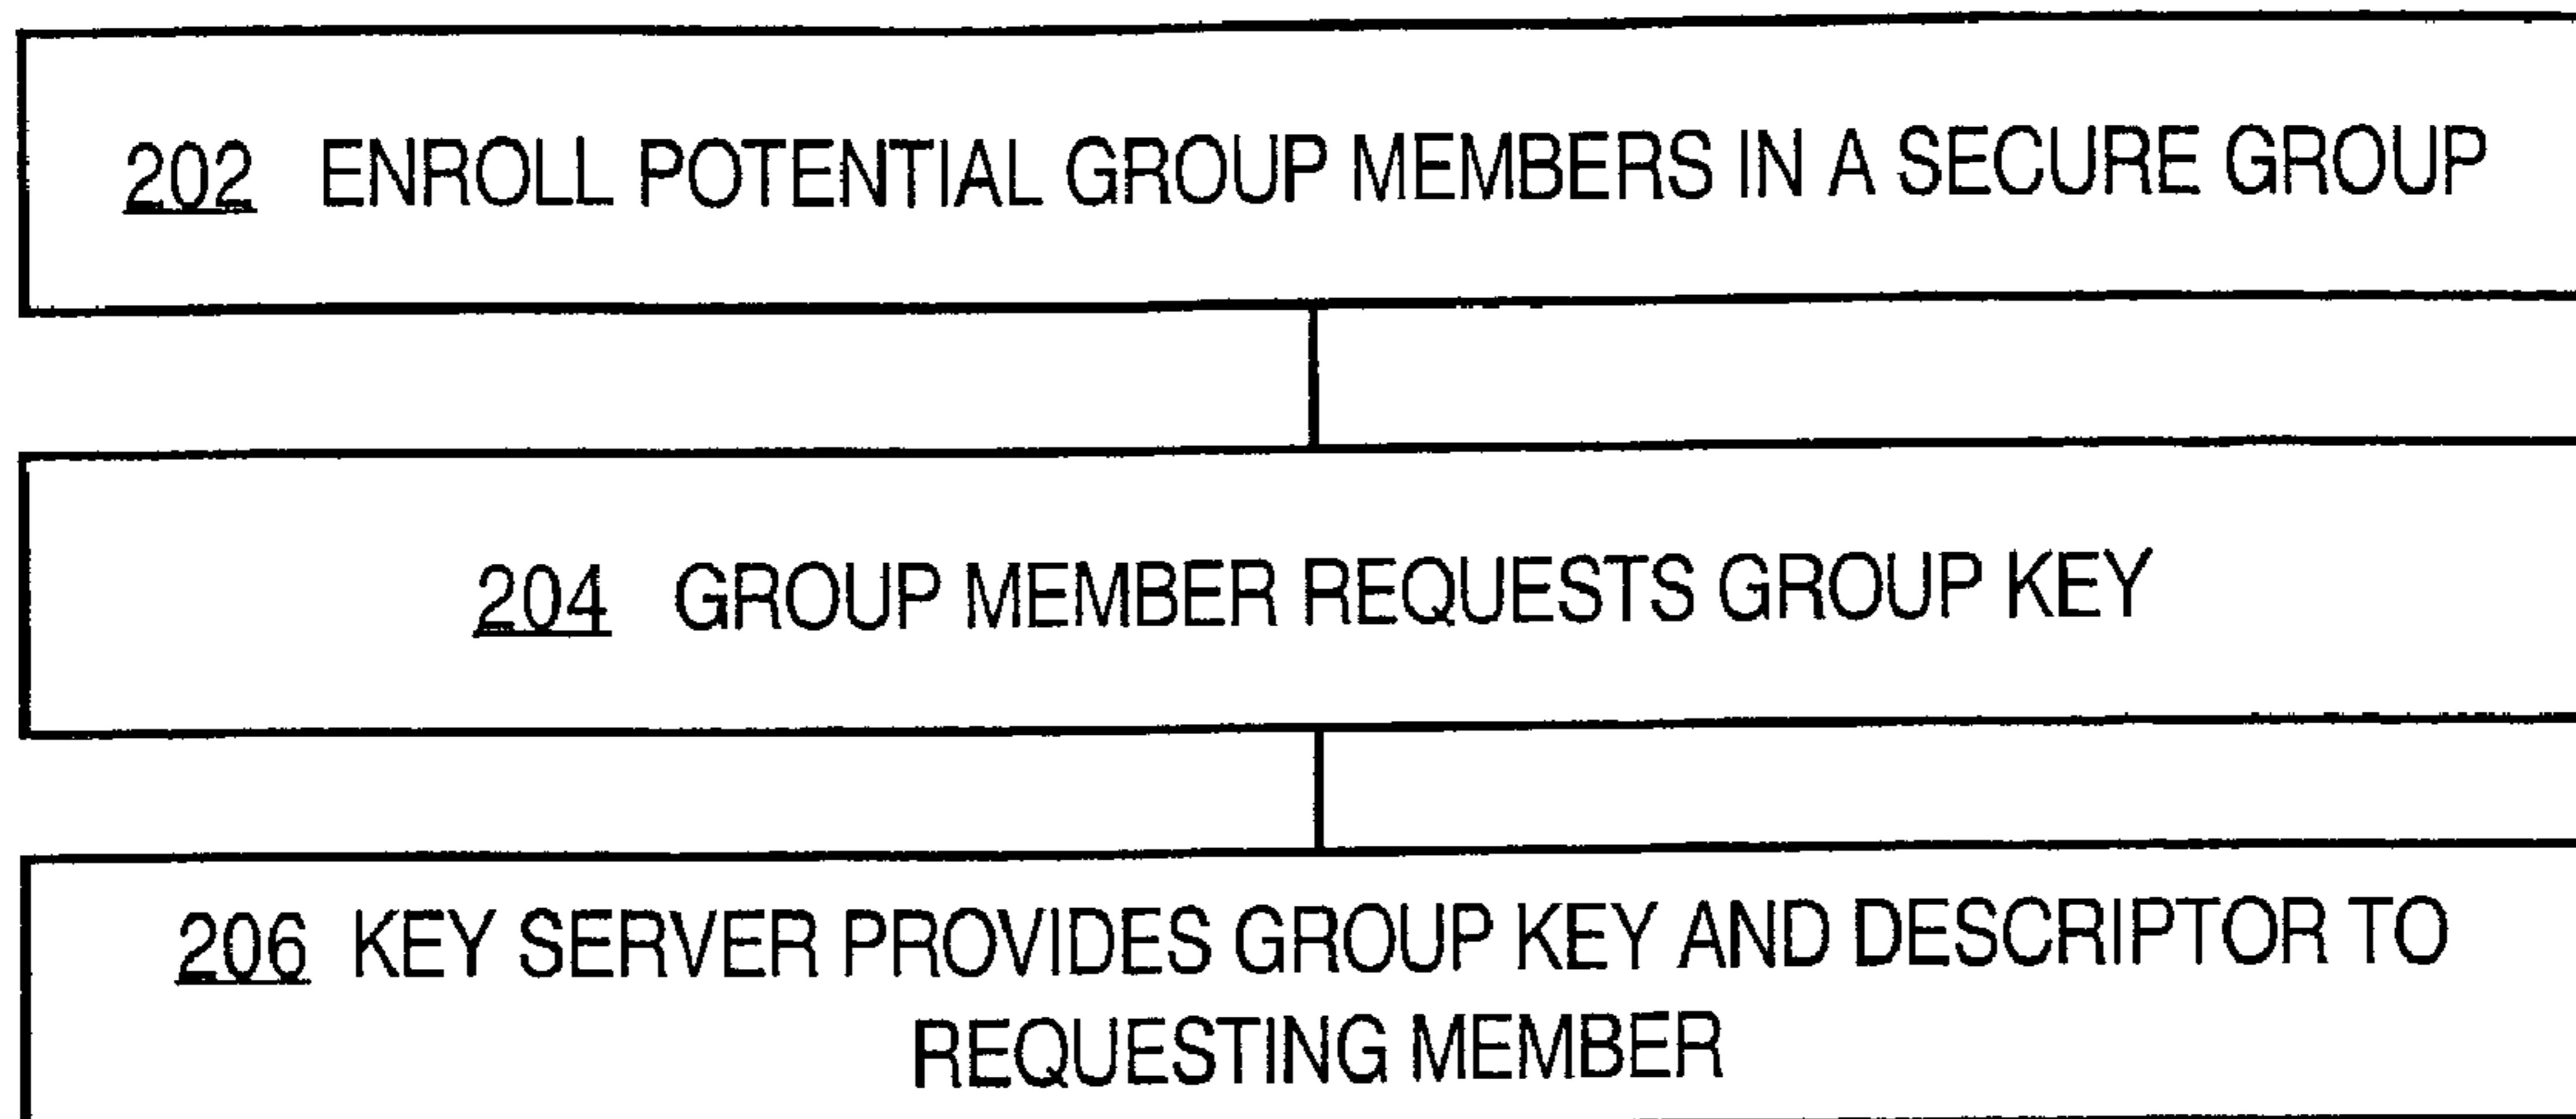 202 ENROLL POTENTIAL GROUP MEMBERS IN A SECURE GROUP
204 GROUP MEMBER REQUESTS GROUP KEY
206 KEY SERVER PROVIDES GROUP KEY AND DESCRIPTOR TO
REQUESTING MEMBER